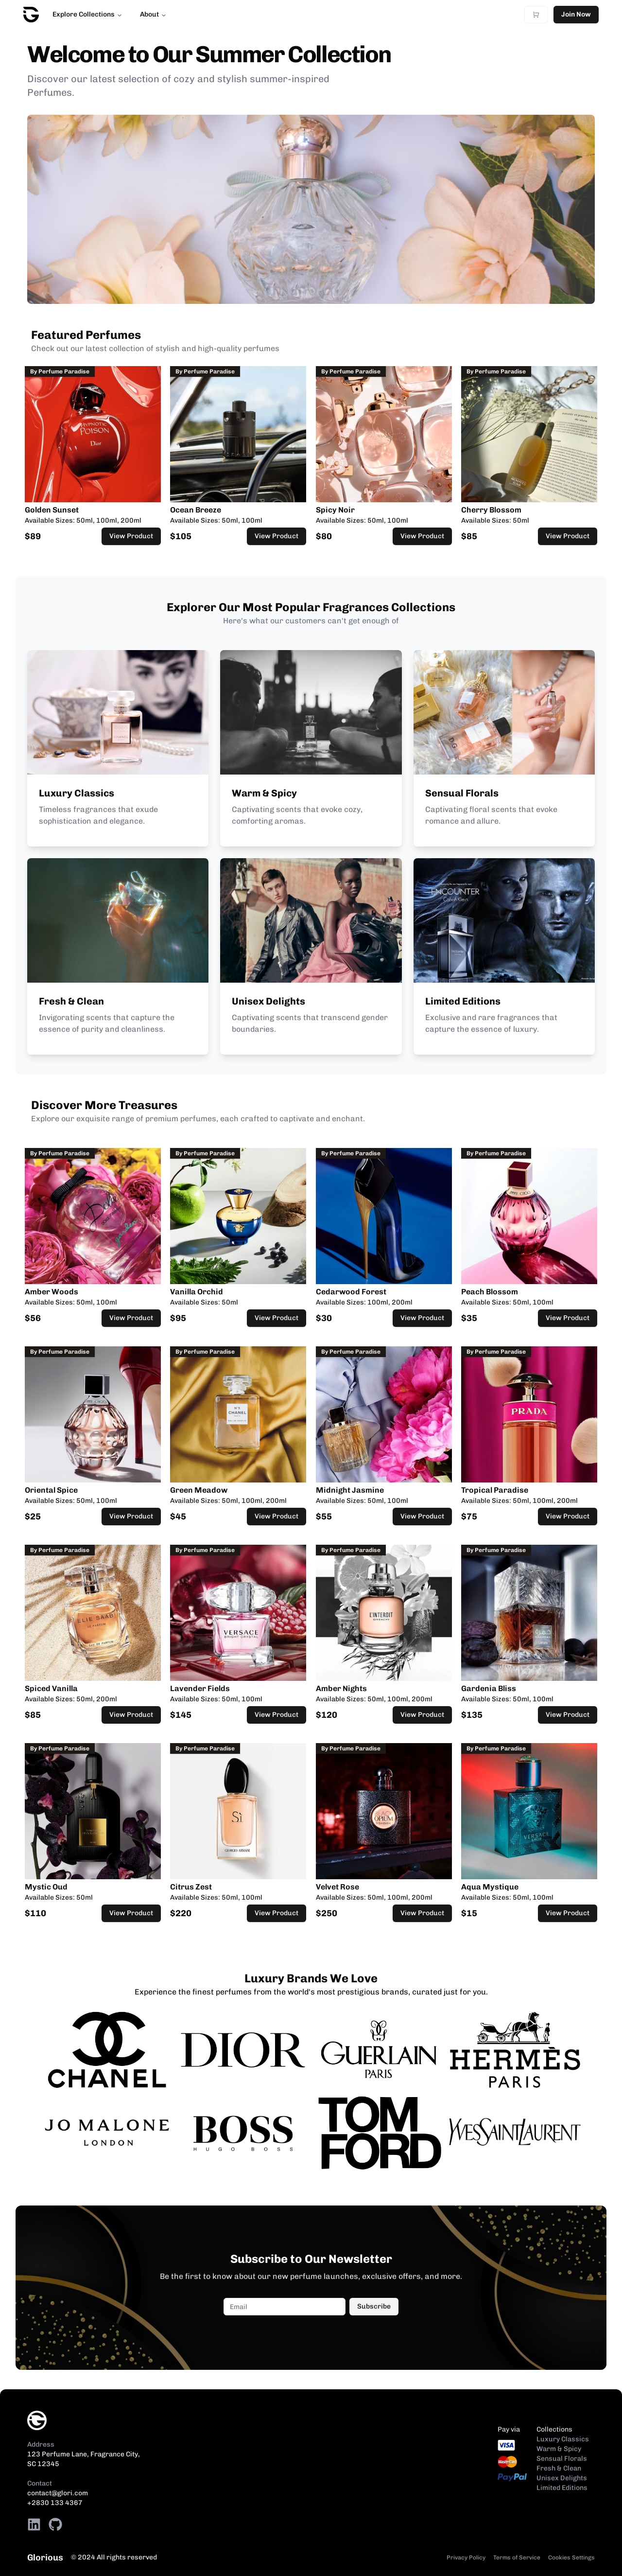 Explore Collections
About
Join Now
Welcome to Our Summer Collection
Discover our latest selection of cozy and stylish summer-inspired
Perfumes.
Featured Perfumes
Check out our latest collection of stylish and high-quality perfumes
By Perfume Paradise
By Perfume Paradise
By Perfume Paradise
By Perfume Paradise
POISON
Dior
Golden Sunset
Available Sizes: 50ml, 100ml, 200ml
$89
View Product
Ocean Breeze
Available Sizes: 50ml, 100ml
$105
View Product
Spicy Noir
Available Sizes: 50ml, 100ml
$80
View Product
Cherry Blossom
Available Sizes: 50ml
$85
View Product
Explorer Our Most Popular Fragrances Collections
Here's what our customers can't get enough of
Luxury Classics
Timeless fragrances that exude
sophistication and elegance.
Warm & Spicy
Captivating scents that evoke cozy,
comforting aromas.
Sensual Florals
Captivating floral scents that evoke
romance and allure.
ENCOUNTER
Fresh & Clean
Invigorating scents that capture the
essence of purity and cleanliness.
Unisex Delights
Captivating scents that transcend gender
boundaries.
Limited Editions
Exclusive and rare fragrances that
capture the essence of luxury.
Discover More Treasures
Explore our exquisite range of premium perfumes, each crafted to captivate and enchant.
By Perfume Paradise
By Perfume Paradise
By Perfume Paradise
By Perfume Paradise
Amber Woods
Available Sizes: 50ml, 100ml
$56
View Product
Vanilla Orchid
Available Sizes: 50ml
$95
View Product
Cedarwood Forest
Available Sizes: 100ml, 200ml
$30
View Product
Peach Blossom
Available Sizes: 50ml, 100ml
$35
View Product
By Perfume Paradise
By Perfume Paradise
By Perfume Paradise
By Perfume Paradise
CHANEL
PRADA
Oriental Spice
Available Sizes: 50ml, 100ml
$25
View Product
Green Meadow
Available Sizes: 50ml, 100ml, 200ml
$45
View Product
Midnight Jasmine
Available Sizes: 50ml, 100ml
$55
View Product
Tropical Paradise
Available Sizes: 50ml, 100ml, 200ml
$75
View Product
By Perfume Paradise
By Perfume Paradise
By Perfume Paradise
By Perfume Paradise
ELIE SAAB
VERSACE
L'INTERDIT
Spiced Vanilla
Available Sizes: 50ml, 200ml
$85
View Product
Lavender Fields
Available Sizes: 50ml, 100ml
$145
View Product
Amber Nights
Available Sizes: 50ml, 100ml, 200ml
$120
View Product
Gardenia Bliss
Available Sizes: 50ml, 100ml
$135
View Product
By Perfume Paradise
By Perfume Paradise
By Perfume Paradise
By Perfume Paradise
Sì
OPIUM
VERSACE
Mystic Oud
Available Sizes: 50ml
$110
View Product
Citrus Zest
Available Sizes: 50ml, 100ml
$220
View Product
Velvet Rose
Available Sizes: 50ml, 100ml, 200ml
$250
View Product
Aqua Mystique
Available Sizes: 50ml, 100ml
$15
View Product
Luxury Brands We Love
Experience the finest perfumes from the world's most prestigious brands, curated just for you.
CHANEL
DIOR
GUERLAIN
PARIS
HERMÈS
PARIS
JO MALONE
LONDON
BOSS
HUGO BOSS
TOM
FORD
YVESSAINTLAURENT
Subscribe to Our Newsletter
Be the first to know about our new perfume launches, exclusive offers, and more.
Email
Subscribe
Address
123 Perfume Lane, Fragrance City,
SC 12345
Contact
contact@glori.com
+2830 133 4367
Pay via
VISA
PayPal
Collections
Luxury Classics
Warm & Spicy
Sensual Florals
Fresh & Clean
Unisex Delights
Limited Editions
Glorious
© 2024 All rights reserved
Privacy Policy
Terms of Service
Cookies Settings